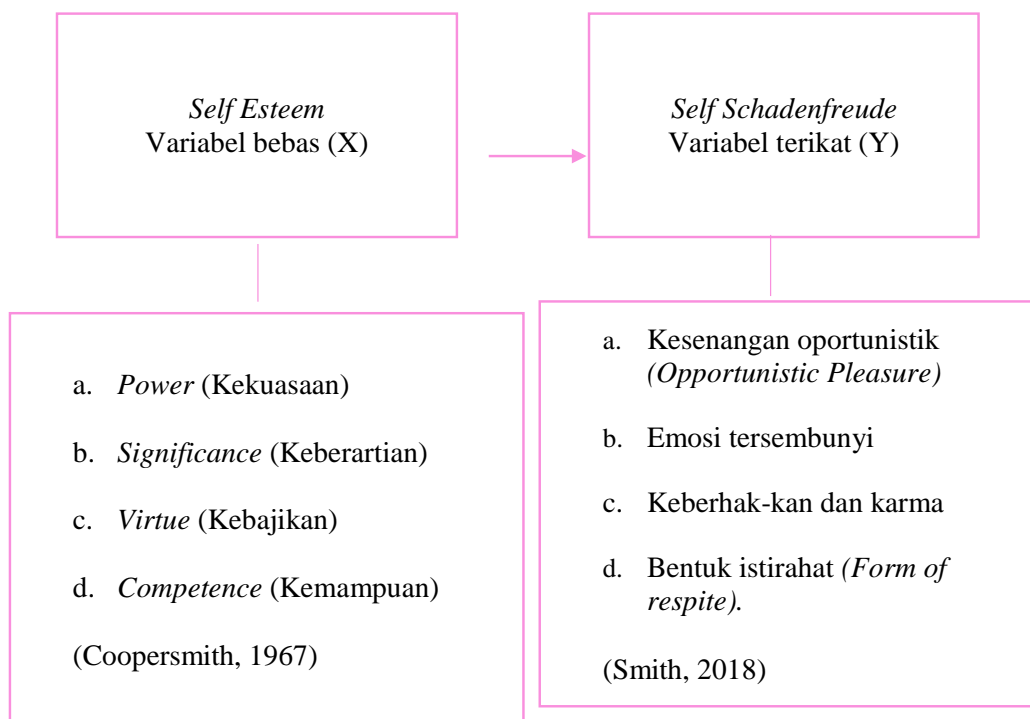 Self Esteem
Variabel bebas (X)
Self Schadenfreude
Variabel terikat (Y)
a. Power (Kekuasaan)
b. Significance (Keberartian)
c. Virtue (Kebajikan)
d. Competence (Kemampuan)
(Coopersmith, 1967)
a. Kesenangan oportunistik
(Opportunistic Pleasure)
b. Emosi tersembunyi
c. Keberhak-kan dan karma
d. Bentuk istirahat (Form of
respite).
(Smith, 2018)